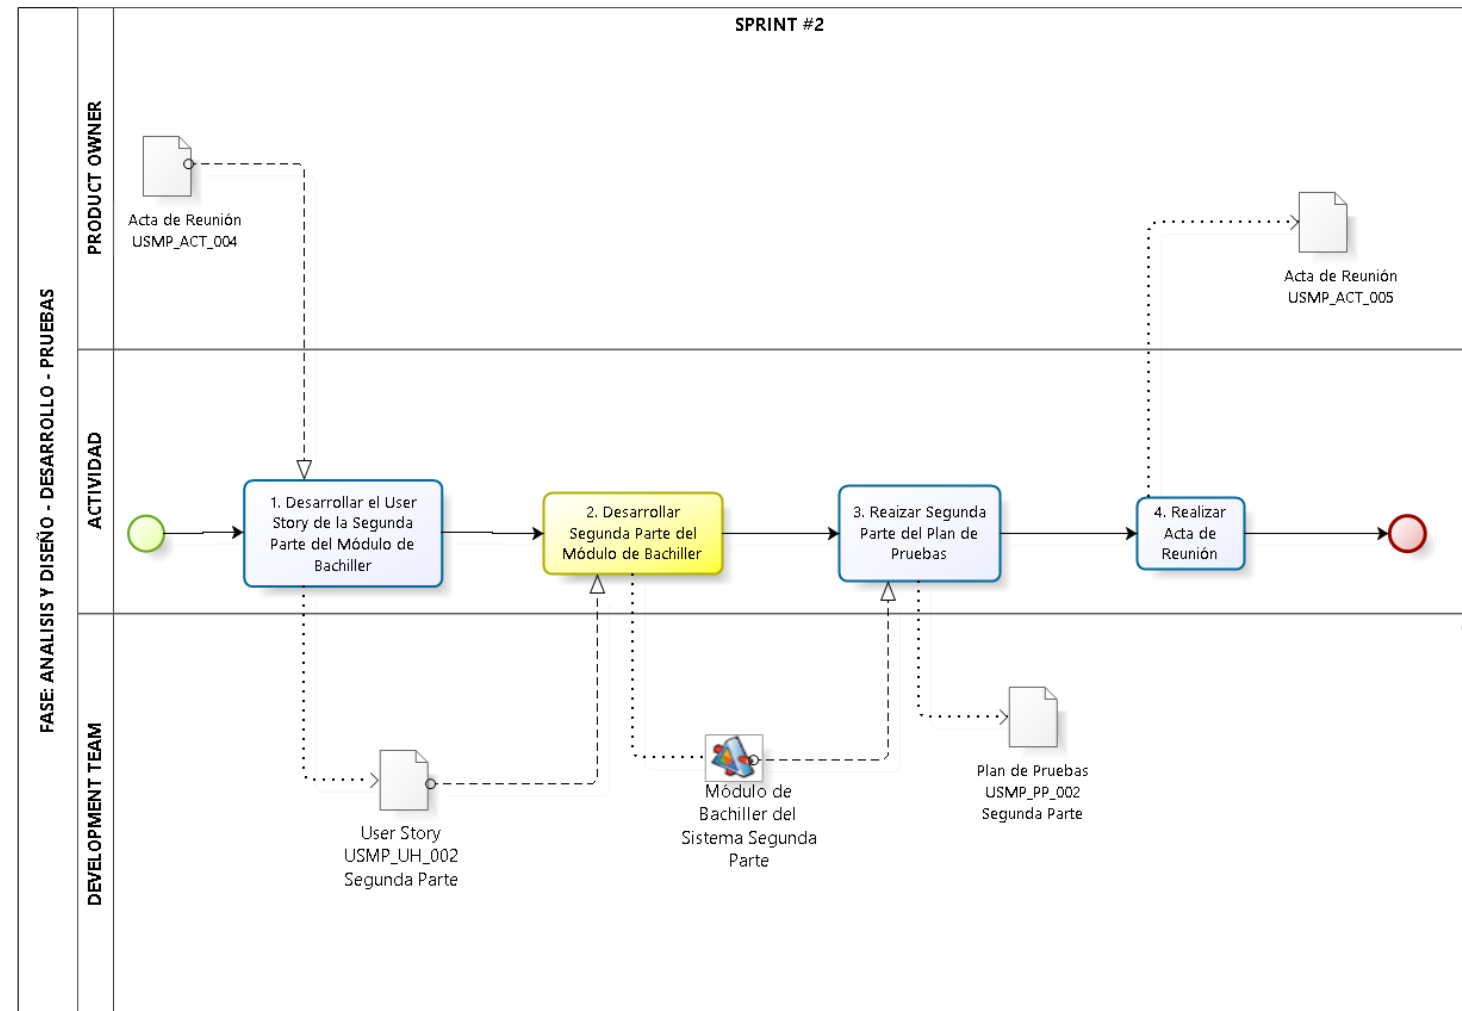 SPRINT #2
FASE: ANALISIS Y DISEÑO - DESARROLLO - PRUEBAS
PRODUCT OWNER
Acta de Reunión
USMP_ACT_004
Acta de Reunión
USMP_ACT_005
ACTIVIDAD
1. Desarrollar el User
Story de la Segunda
Parte del Módulo de
Bachiller
2. Desarrollar
Segunda Parte del
Módulo de Bachiller
3. Reaizar Segunda
Parte del Plan de
Pruebas
4. Realizar
Acta de
Reunión
DEVELOPMENT TEAM
User Story
USMP_UH_002
Segunda Parte
Módulo de
Bachiller del
Sistema Segunda
Parte
Plan de Pruebas
USMP_PP_002
Segunda Parte